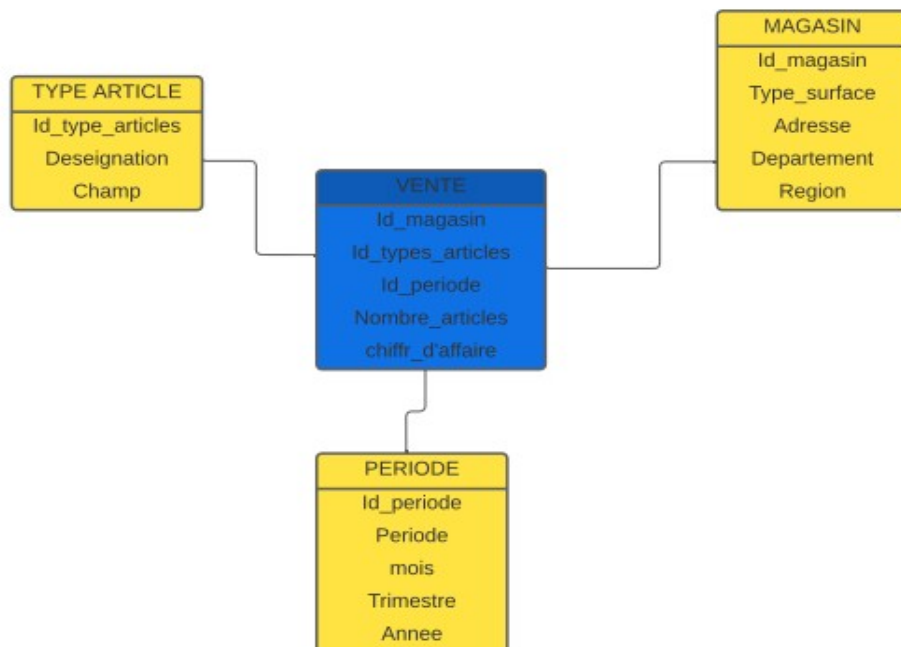 TYPE ARTICLE
Id_type_articles
Deseignation
Champ
MAGASIN
Id_magasin
Type_surface
Adresse
Departement
Region
VENTE
Id_magasin
Id_types_articles
Id_periode
Nombre_articles
chiffr_d'affaire
PERIODE
Id_periode
Periode
mois
Trimestre
Annee